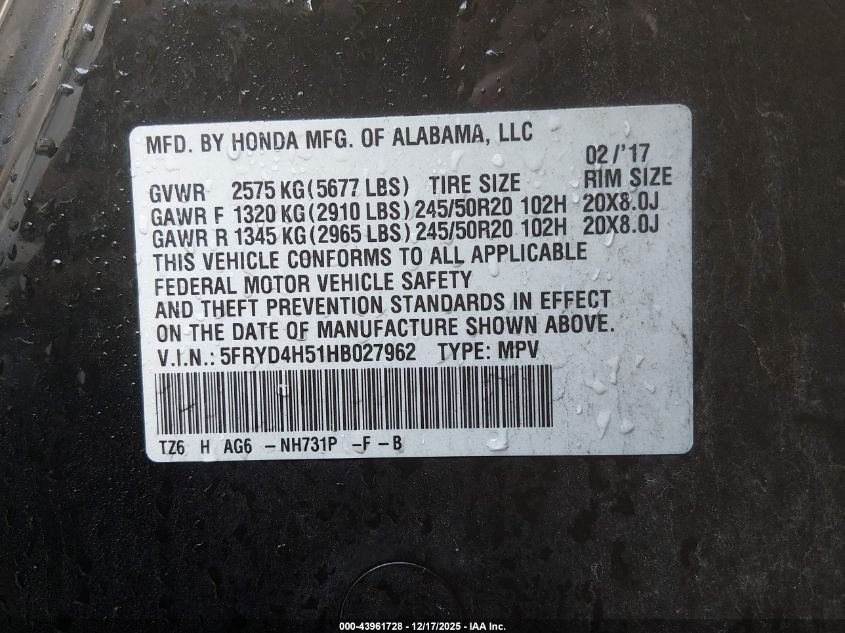 MFD. BY HONDA MFG. OF ALABAMA, LLC
02/'17
GVWR 2575 KG(5677 LBS) TIRE SIZE RIM SIZE
GAWR F 1320 KG(2910 LBS) 245/50R20 102H 20X8.0J
GAWR R 1345 KG(2965 LBS) 245/50R20 102H 20X8.0J
THIS VEHICLE CONFORMS TO ALL APPLICABLE
FEDERAL MOTOR VEHICLE SAFETY
AND THEFT PREVENTION STANDARDS IN EFFECT
ON THE DATE OF MANUFACTURE SHOWN ABOVE.
V.I.N.: 5FRYD4H51HB027962 TYPE: MPV
TZ6 H AG6 -NH731P -F-B
000-43961728 - 12/17/2025 - IAA Inc.